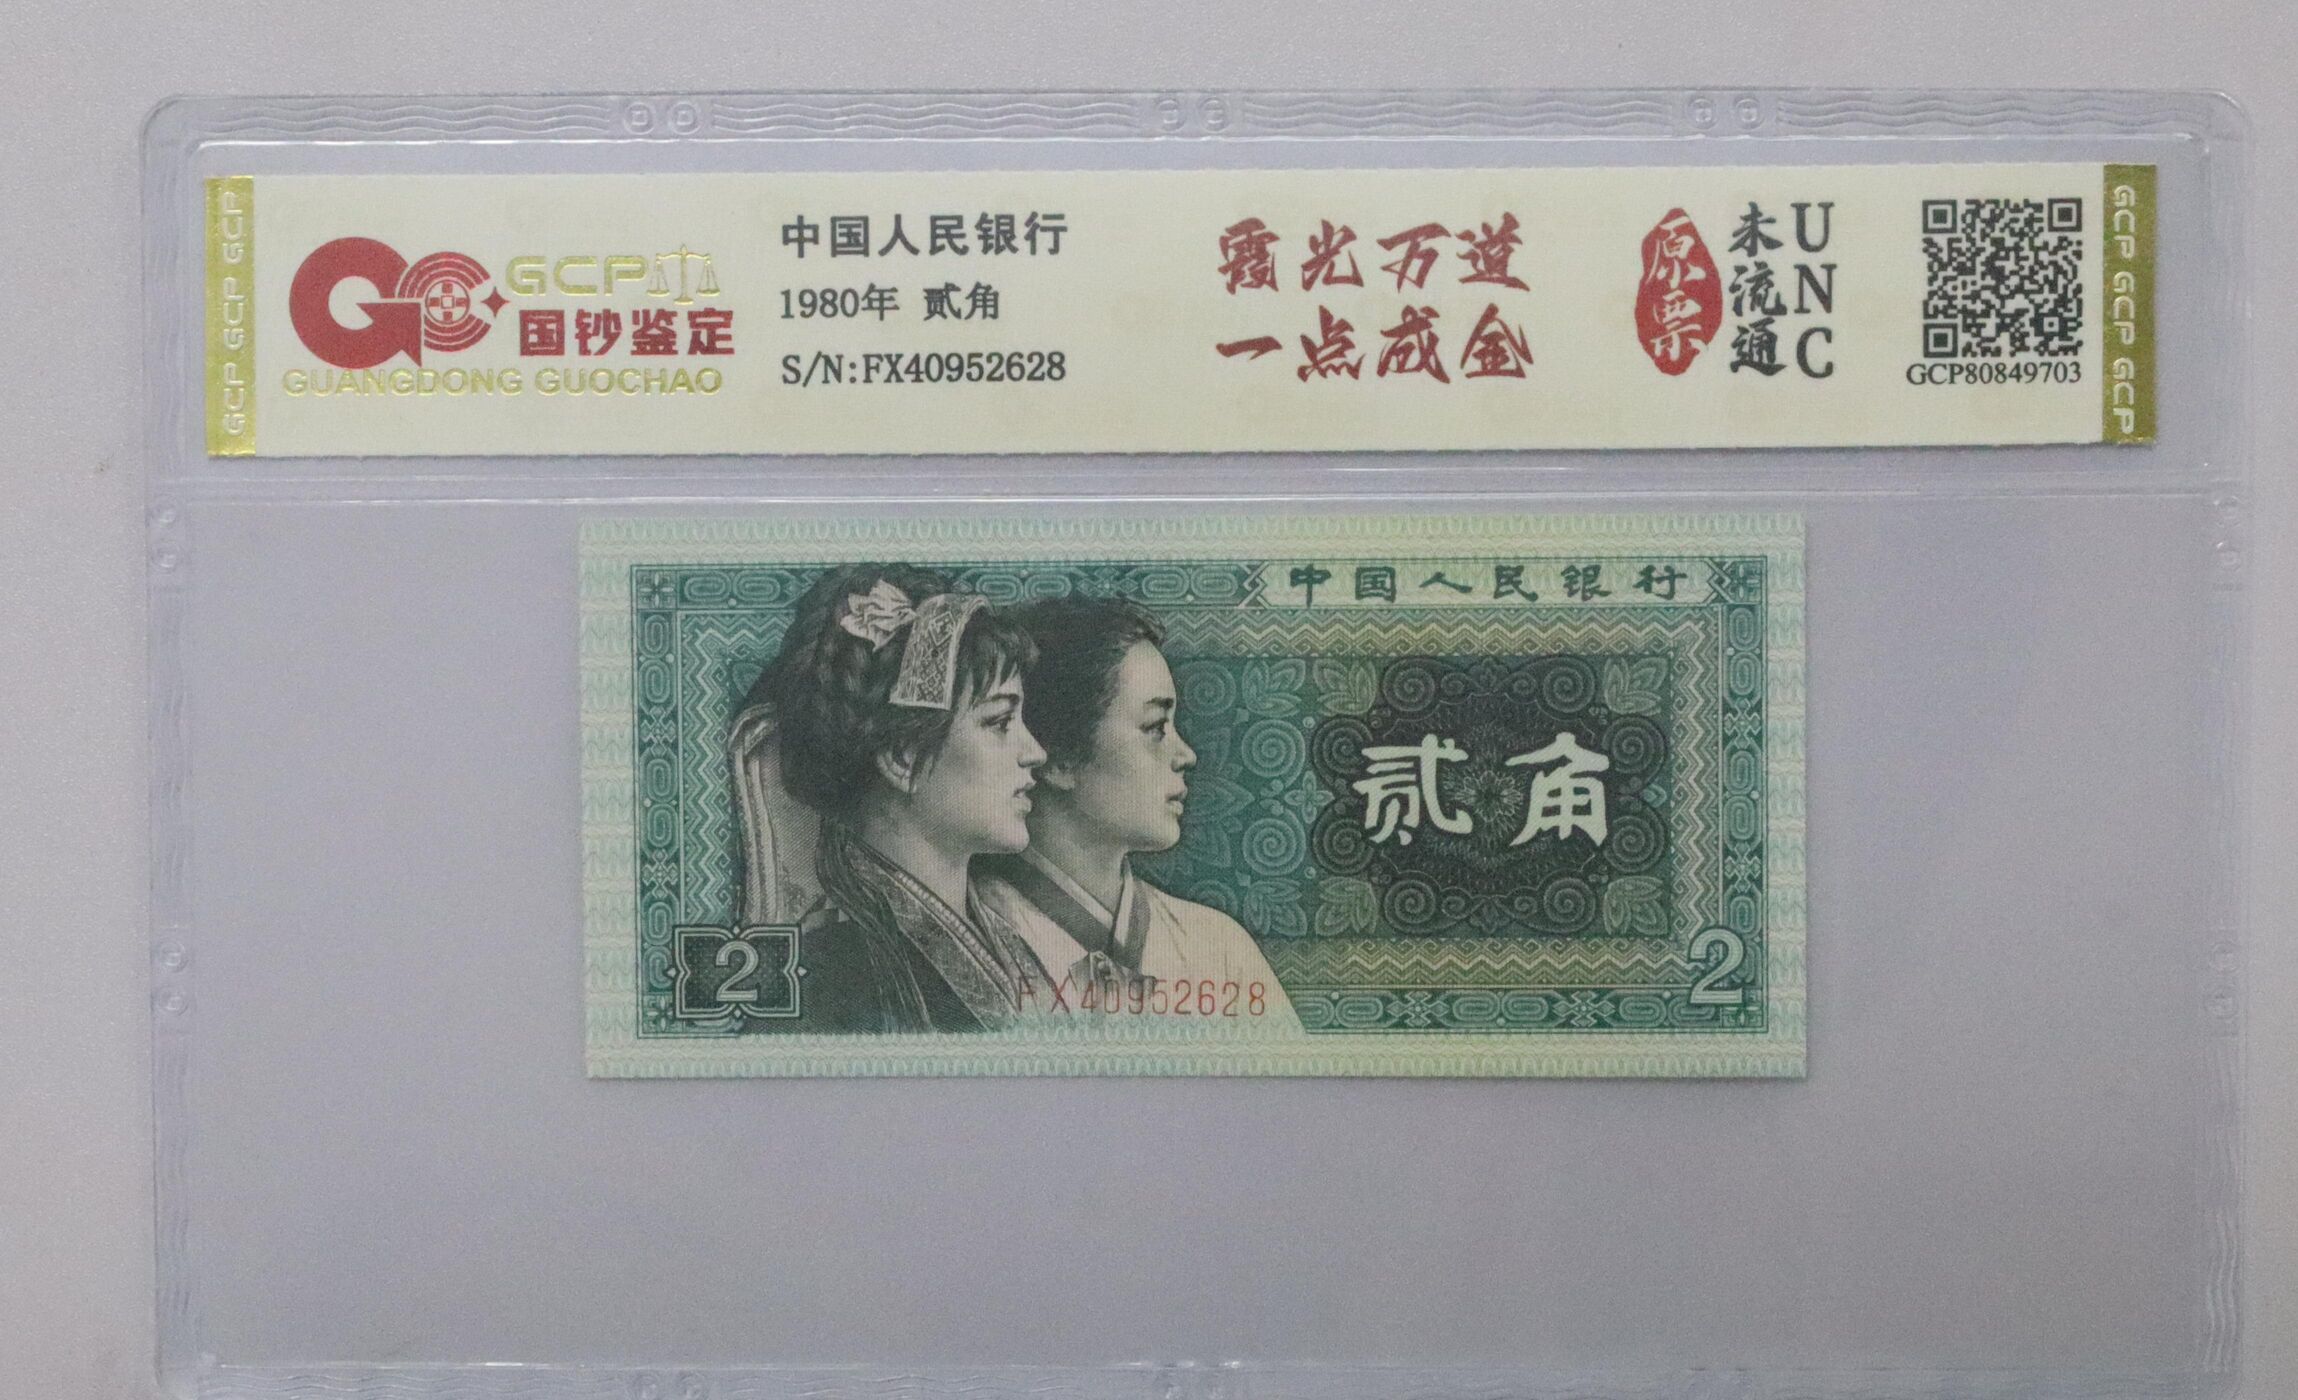 GCP
国钞鉴定
GUANGDONG GUOCHAO
中国人民银行
1980年 贰角
S/N:FX40952628
霞光万道
一点成金
原票
未流通
UNC
GCP80849703
GCP GCP GCP
GCP GCP GCP
中国人民银行
贰角
2
FX40952628
2